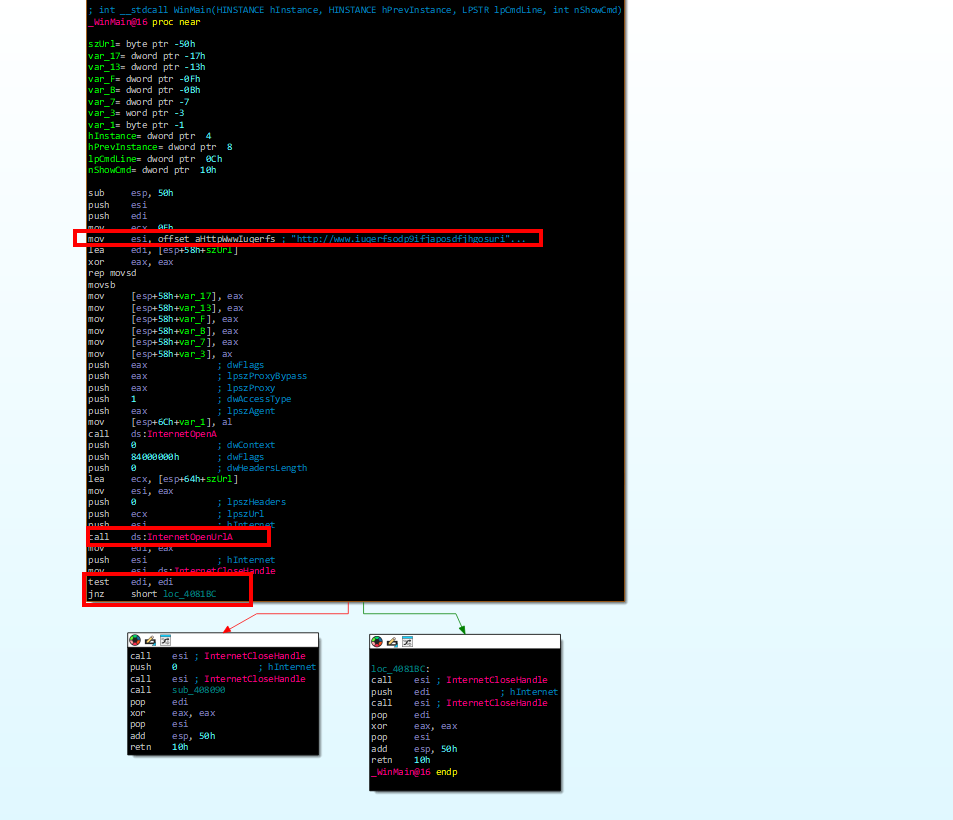 ; int __stdcall WinMain(HINSTANCE hInstance, HINSTANCE hPrevInstance, LPSTR lpCmdLine, int nShowCmd)
_WinMain@16 proc near
szUrl= byte ptr -50h
var_17= dword ptr -17h
var_13= dword ptr -13h
var_F= dword ptr -0Fh
var_B= dword ptr -0Bh
var_7= dword ptr -7
var_3= word ptr -3
var_1= byte ptr -1
hInstance= dword ptr 4
hPrevInstance= dword ptr 8
lpCmdLine= dword ptr 0Ch
nShowCmd= dword ptr 10h
sub esp, 50h
push esi
push edi
mov ecx, 0Eh
mov esi, offset aHttpWwwIuqerfs ; "http://www.iuqerfsodp9ifjaposdfjhgosuri"...
lea edi, [esp+58h+szUrl]
xor eax, eax
rep movsd
movsb
mov [esp+58h+var_17], eax
mov [esp+58h+var_13], eax
mov [esp+58h+var_F], eax
mov [esp+58h+var_B], eax
mov [esp+58h+var_7], eax
mov [esp+58h+var_3], ax
push eax ; dwFlags
push eax ; lpszProxyBypass
push eax ; lpszProxy
push 1 ; dwAccessType
push eax ; lpszAgent
mov [esp+6Ch+var_1], al
call ds:InternetOpenA
push 0 ; dwContext
push 84000000h ; dwFlags
push 0 ; dwHeadersLength
lea ecx, [esp+64h+szUrl]
mov esi, eax
push 0 ; lpszHeaders
push ecx ; lpszUrl
push esi ; hInternet
call ds:InternetOpenUrlA
mov edi, eax
push esi ; hInternet
mov esi, ds:InternetCloseHandle
test edi, edi
jnz short loc_4081BC
call esi ; InternetCloseHandle
push 0 ; hInternet
call esi ; InternetCloseHandle
call sub_408090
pop edi
xor eax, eax
pop esi
add esp, 50h
retn 10h
loc_4081BC:
call esi ; InternetCloseHandle
push edi ; hInternet
call esi ; InternetCloseHandle
pop edi
xor eax, eax
pop esi
add esp, 50h
retn 10h
_WinMain@16 endp